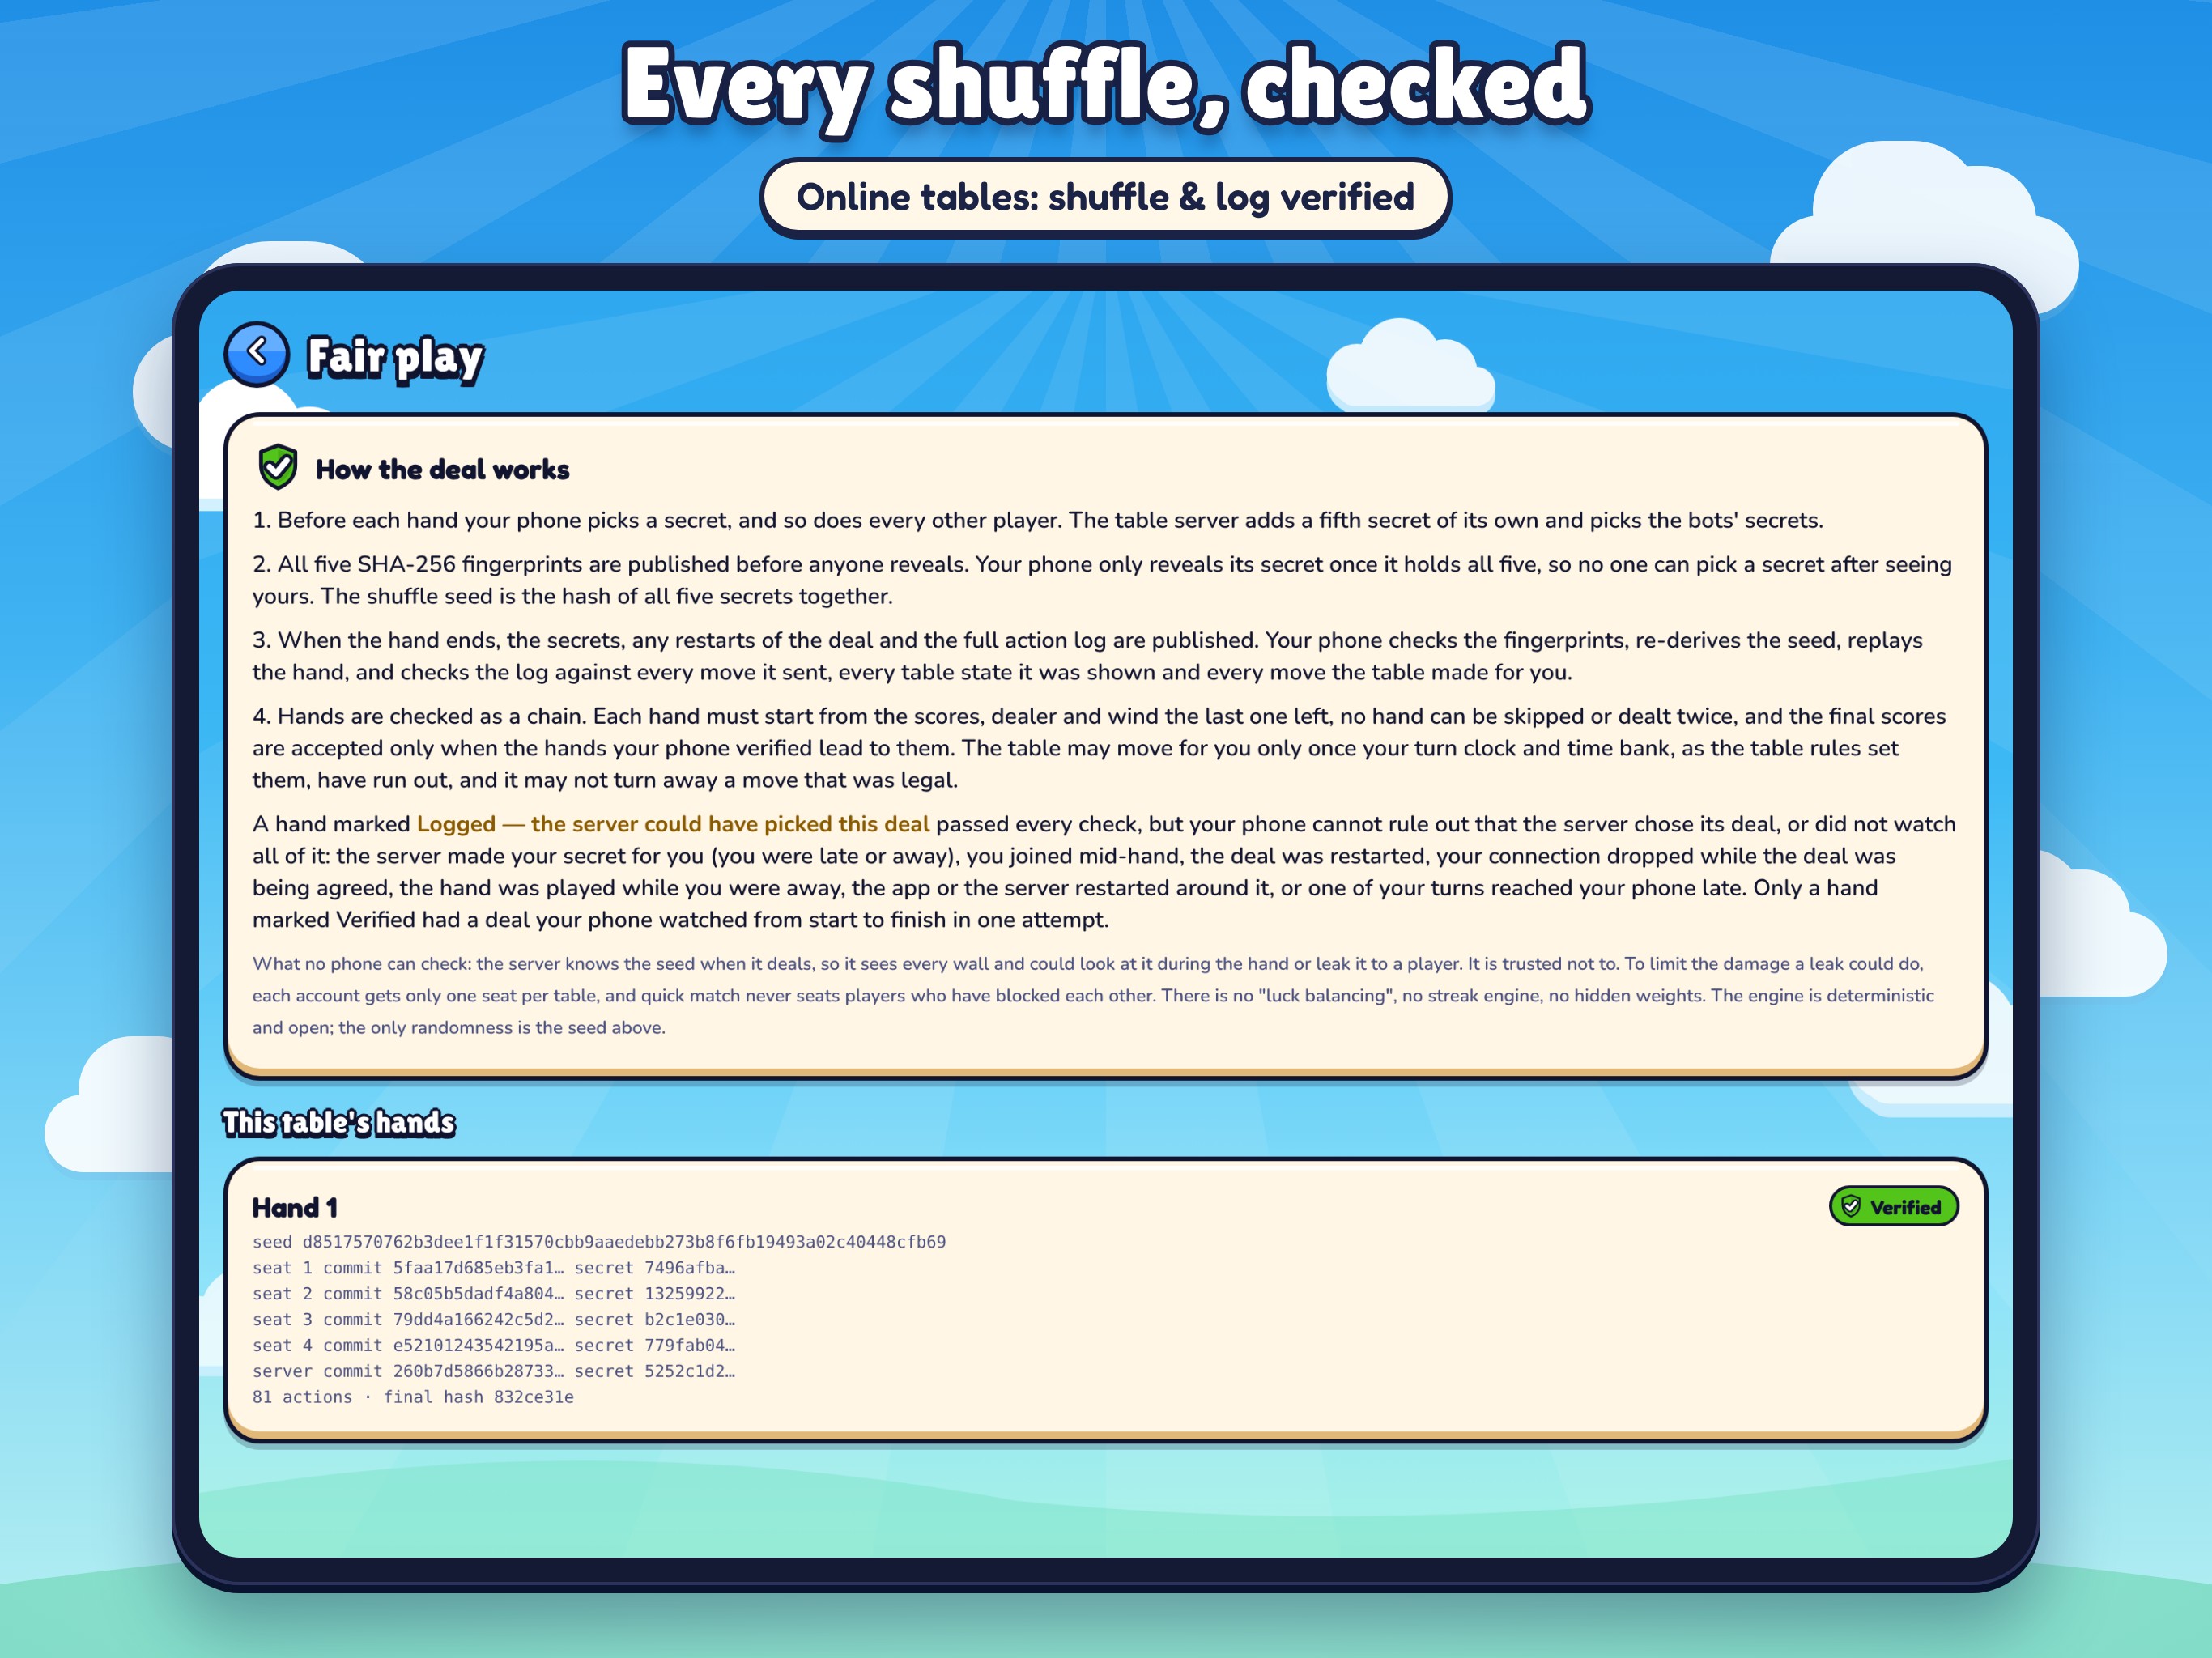 Every shuffle, checked
Online tables: shuffle & log verified
Fair play
How the deal works
1. Before each hand your phone picks a secret, and so does every other player. The table server adds a fifth secret of its own and picks the bots' secrets.
2. All five SHA-256 fingerprints are published before anyone reveals. Your phone only reveals its secret once it holds all five, so no one can pick a secret after seeing
yours. The shuffle seed is the hash of all five secrets together.
3. When the hand ends, the secrets, any restarts of the deal and the full action log are published. Your phone checks the fingerprints, re-derives the seed, replays
the hand, and checks the log against every move it sent, every table state it was shown and every move the table made for you.
4. Hands are checked as a chain. Each hand must start from the scores, dealer and wind the last one left, no hand can be skipped or dealt twice, and the final scores
are accepted only when the hands your phone verified lead to them. The table may move for you only once your turn clock and time bank, as the table rules set
them, have run out, and it may not turn away a move that was legal.
A hand marked Logged — the server could have picked this deal passed every check, but your phone cannot rule out that the server chose its deal, or did not watch
all of it: the server made your secret for you (you were late or away), you joined mid-hand, the deal was restarted, your connection dropped while the deal was
being agreed, the hand was played while you were away, the app or the server restarted around it, or one of your turns reached your phone late. Only a hand
marked Verified had a deal your phone watched from start to finish in one attempt.
What no phone can check: the server knows the seed when it deals, so it sees every wall and could look at it during the hand or leak it to a player. It is trusted not to. To limit the damage a leak could do,
each account gets only one seat per table, and quick match never seats players who have blocked each other. There is no "luck balancing", no streak engine, no hidden weights. The engine is deterministic
and open; the only randomness is the seed above.
This table's hands
Hand 1
Verified
seed d8517570762b3dee1f1f31570cbb9aaedebb273b8f6fb19493a02c40448cfb69
seat 1 commit 5faa17d685eb3fa1… secret 7496afba…
seat 2 commit 58c05b5dadf4a804… secret 13259922…
seat 3 commit 79dd4a166242c5d2… secret b2c1e030…
seat 4 commit e52101243542195a… secret 779fab04…
server commit 260b7d5866b28733… secret 5252c1d2…
81 actions · final hash 832ce31e